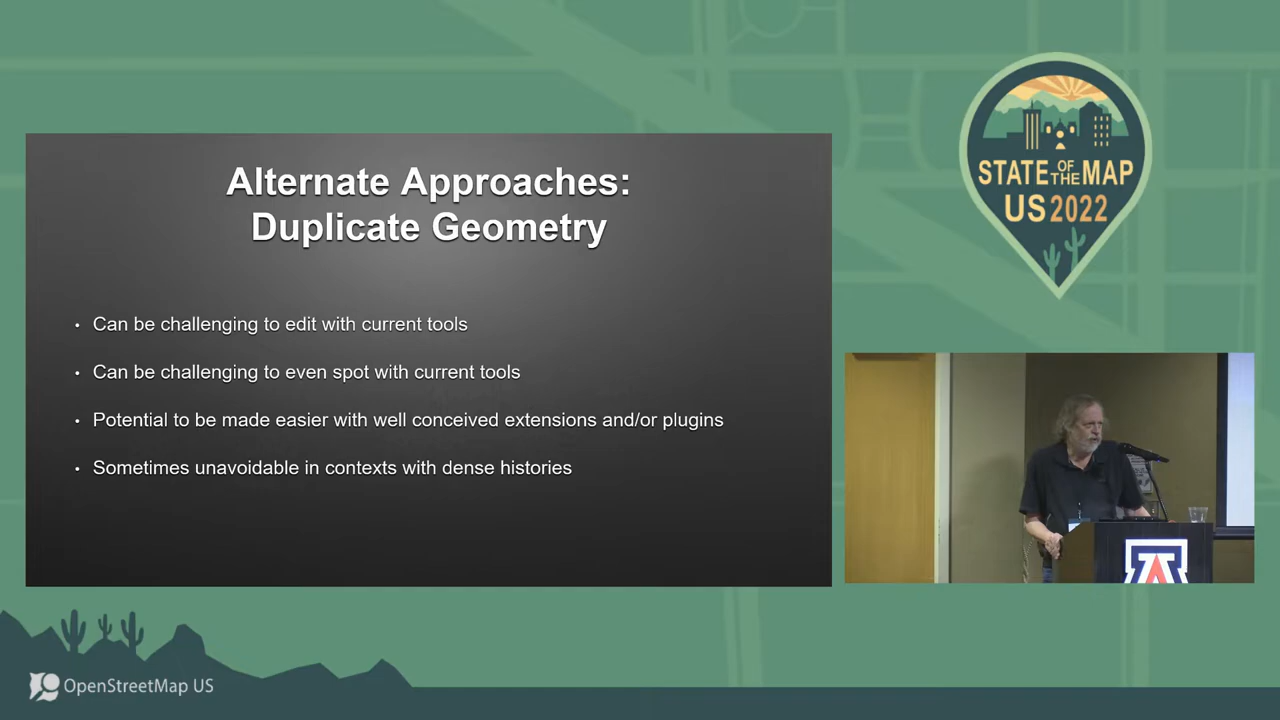 Alternate Approaches:
Duplicate Geometry
• Can be challenging to edit with current tools
• Can be challenging to even spot with current tools
• Potential to be made easier with well conceived extensions and/or plugins
• Sometimes unavoidable in contexts with dense histories
STATE OF THE MAP
US 2022
A
OpenStreetMap US